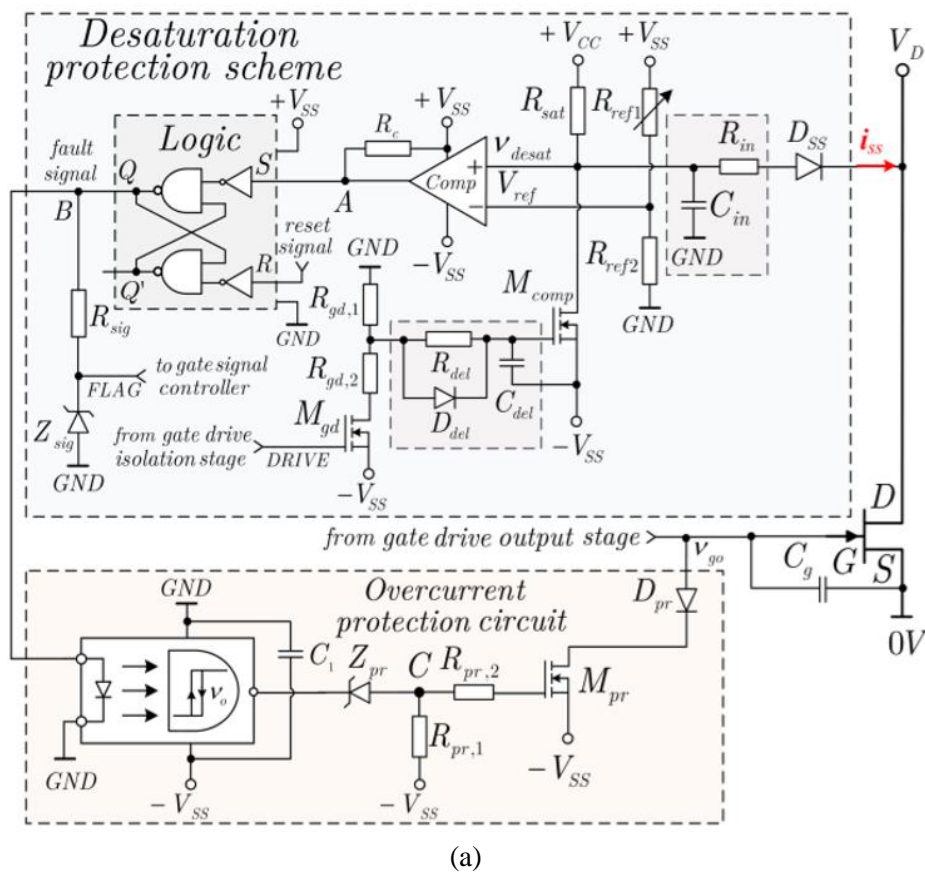 Desaturation
protection scheme
+V_CC
+V_SS
V_D
+V_SS
Logic
+V_SS
R_c
R_sat
R_ref1
R_in
D_SS
i_SS
fault
signal
Q
S
ν_desat
+
Comp
V_ref
−
C_in
B
A
GND
reset
signal
GND
−V_SS
R_ref2
Q'
R
M_comp
R_sig
GND
R_gd,1
GND
to gate signal
controller
FLAG
R_gd,2
R_del
C_del
Z_sig
M_gd
D_del
from gate drive
isolation stage
DRIVE
−V_SS
GND
−V_SS
D
from gate drive output stage
ν_go
C_g
G
S
GND
Overcurrent
protection circuit
D_pr
0V
C_1
Z_pr
C
R_pr,2
M_pr
ν_o
R_pr,1
GND
−V_SS
−V_SS
−V_SS
(a)